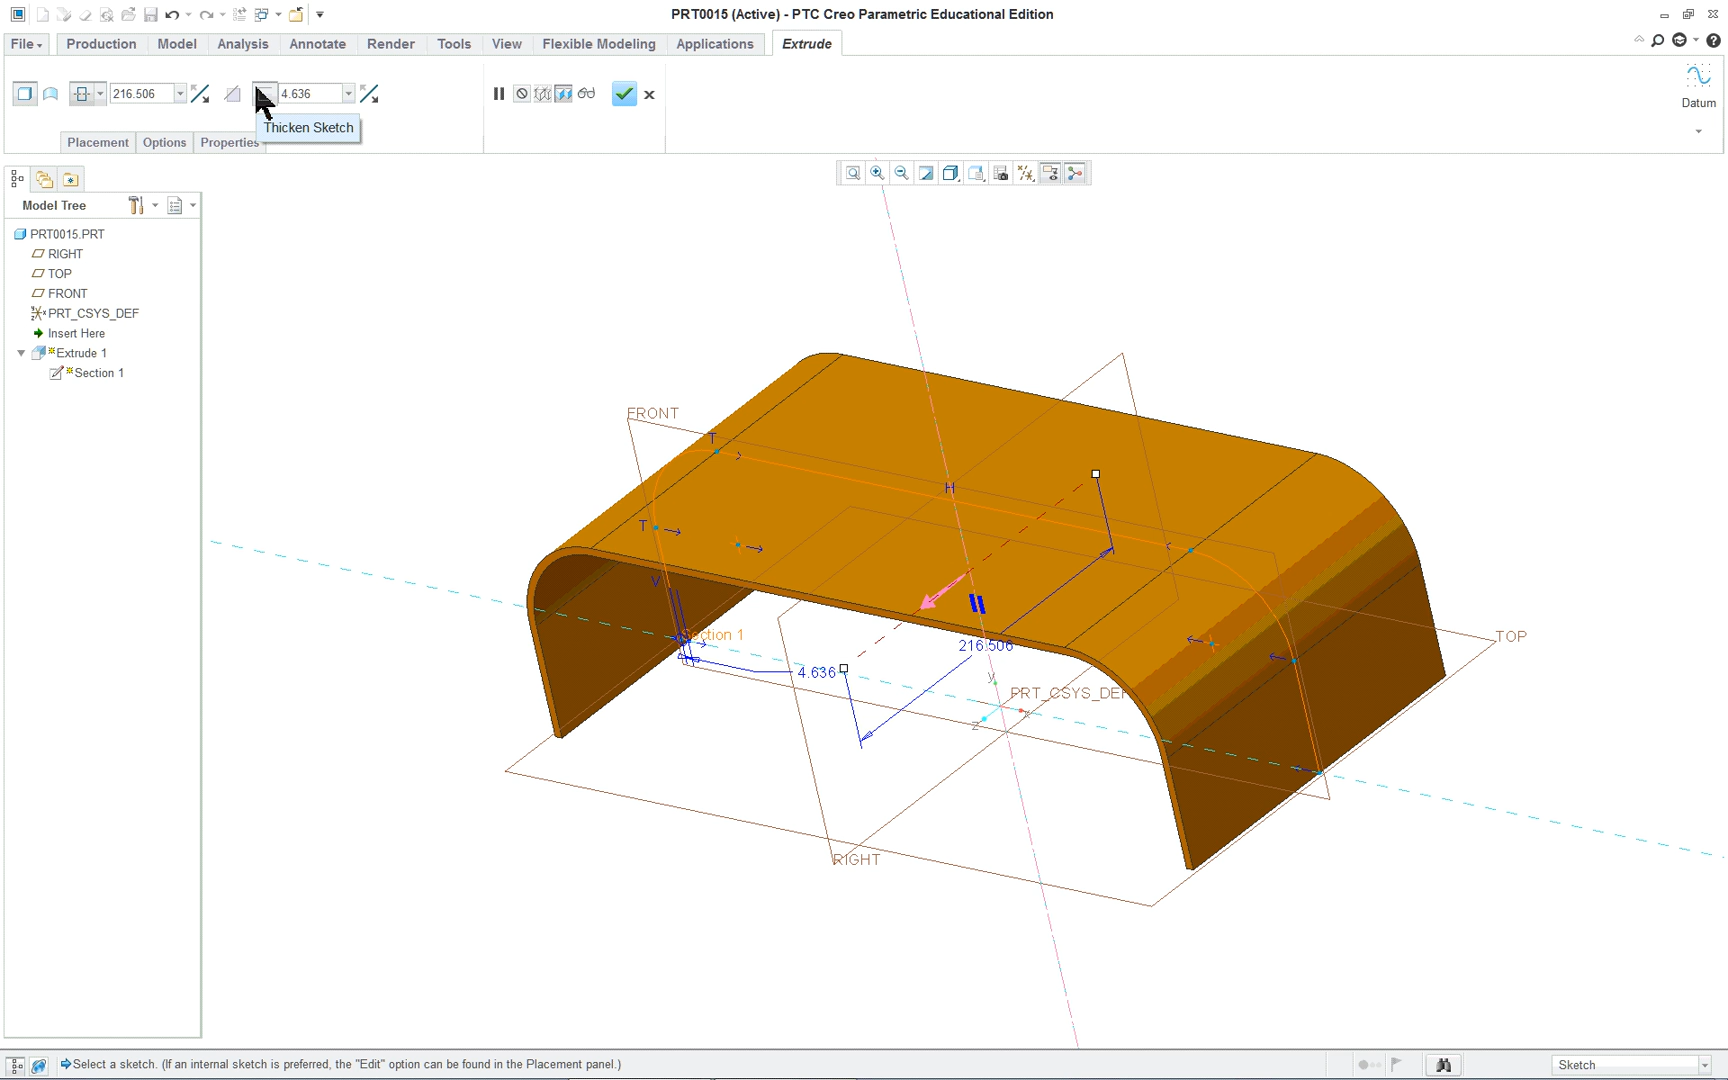 PRT0015 (Active) - PTC Creo Parametric Educational Edition
File Production Model Analysis Annotate Render Tools View Flexible Modeling Applications Extrude
216.506 4.636
Thicken Sketch
Datum
Placement Options Properties
Model Tree
PRT0015.PRT
RIGHT
TOP
FRONT
PRT_CSYS_DEF
Insert Here
Extrude 1
Section 1
FRONT
T
H
T
V
Section 1
TOP
216.506
4.636
y
PRT_CSYS_DEF
x
z
RIGHT
Select a sketch. (If an internal sketch is preferred, the "Edit" option can be found in the Placement panel.)
Sketch